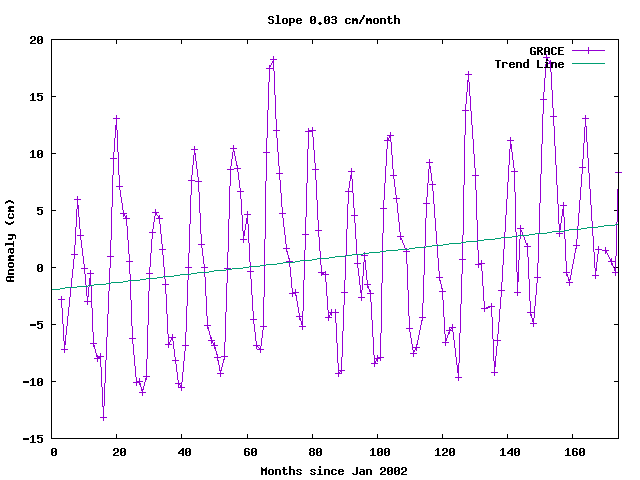 Slope 0.03 cm/month
GRACE
Trend Line
20
15
10
5
0
-5
-10
-15
Anomaly (cm)
0 20 40 60 80 100 120 140 160
Months since Jan 2002